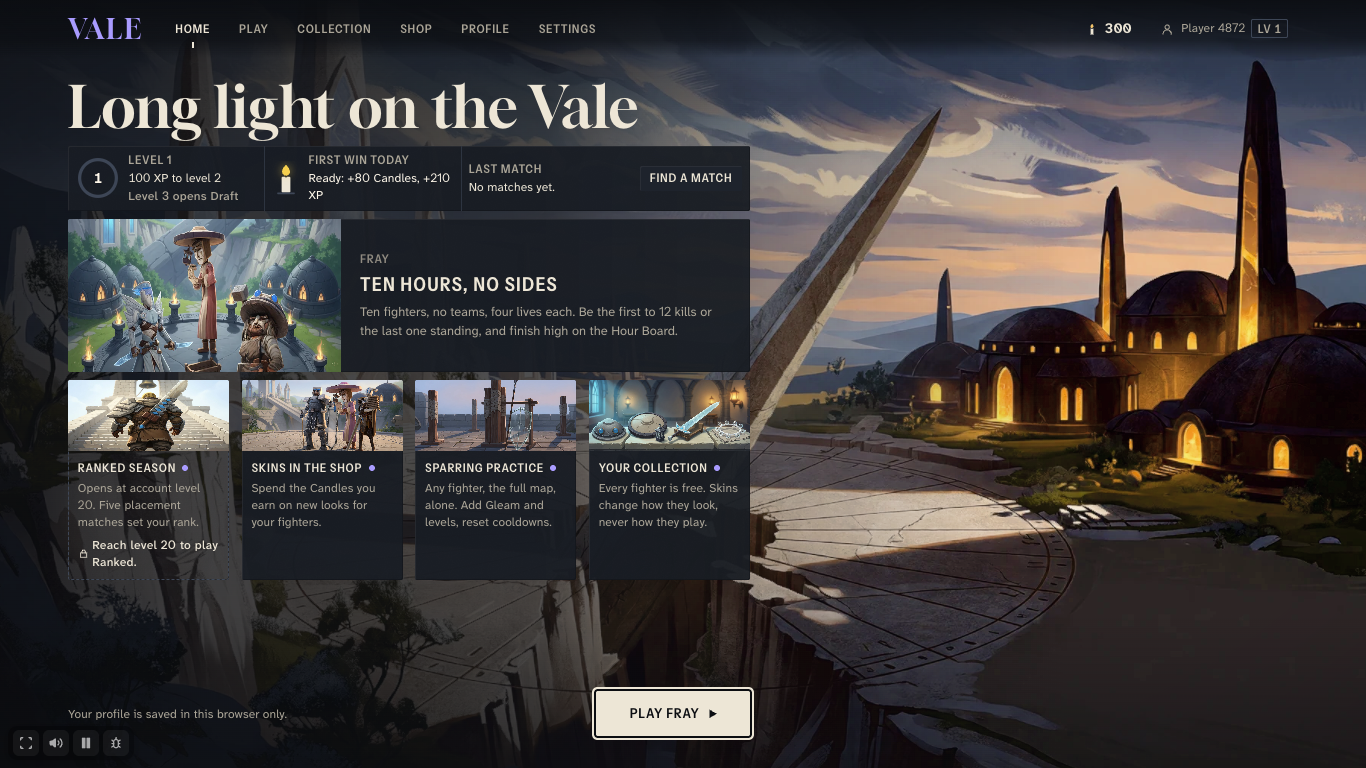 VALE
HOME
PLAY
COLLECTION
SHOP
PROFILE
SETTINGS
300
Player 4872
LV 1
Long light on the Vale
1
LEVEL 1
100 XP to level 2
Level 3 opens Draft
FIRST WIN TODAY
Ready: +80 Candles, +210
XP
LAST MATCH
No matches yet.
FIND A MATCH
FRAY
TEN HOURS, NO SIDES
Ten fighters, no teams, four lives each. Be the first to 12 kills or
the last one standing, and finish high on the Hour Board.
RANKED SEASON
Opens at account level
20. Five placement
matches set your rank.
Reach level 20 to play
Ranked.
SKINS IN THE SHOP
Spend the Candles you
earn on new looks for
your fighters.
SPARRING PRACTICE
Any fighter, the full map,
alone. Add Gleam and
levels, reset cooldowns.
YOUR COLLECTION
Every fighter is free. Skins
change how they look,
never how they play.
Your profile is saved in this browser only.
PLAY FRAY